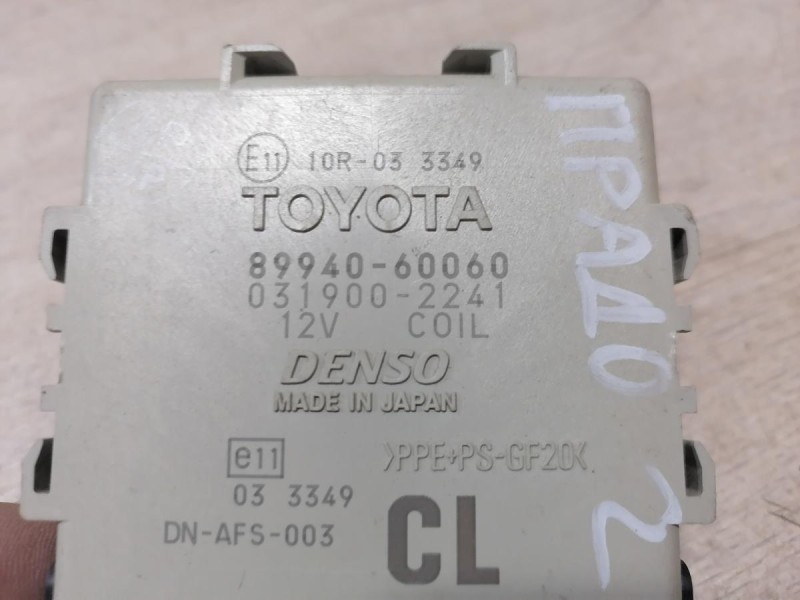 E11 10R-03 3349
TOYOTA
89940-60060
031900-2241
12V COIL
DENSO
MADE IN JAPAN
e11 >PPE+PS-GF20<
03 3349
DN-AFS-003
CL
ПРАДО 2